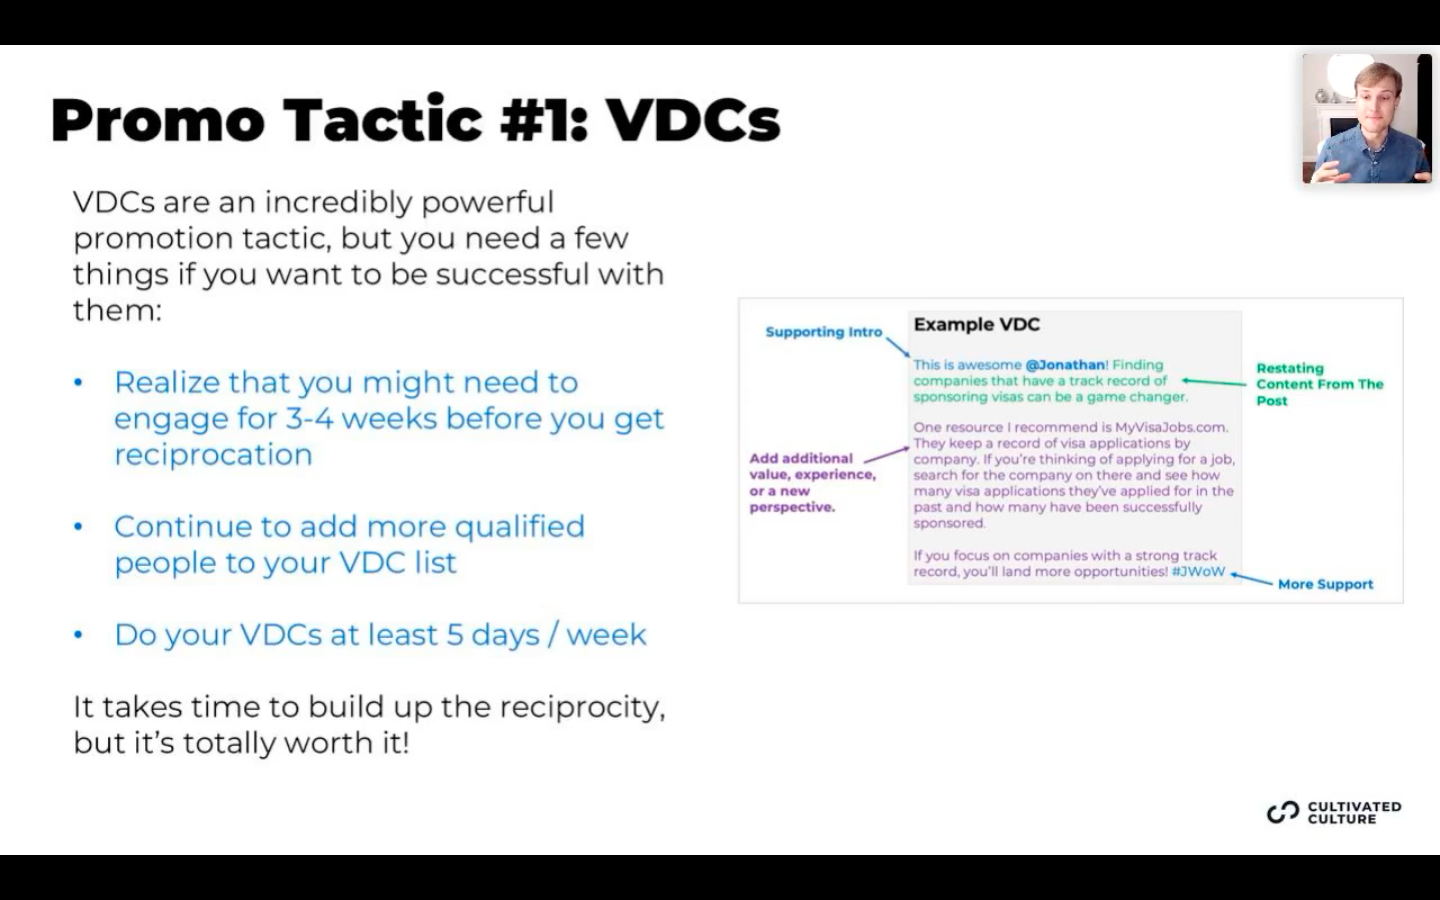 Promo Tactic #1: VDCs
VDCs are an incredibly powerful
promotion tactic, but you need a few
things if you want to be successful with
them:
• Realize that you might need to
engage for 3-4 weeks before you get
reciprocation
• Continue to add more qualified
people to your VDC list
• Do your VDCs at least 5 days / week
It takes time to build up the reciprocity,
but it's totally worth it!
Supporting Intro
Example VDC
This is awesome @Jonathan! Finding
companies that have a track record of
sponsoring visas can be a game changer.
Restating
Content From The
Post
One resource I recommend is MyVisaJobs.com.
They keep a record of visa applications by
company. If you're thinking of applying for a job,
search for the company on there and see how
many visa applications they've applied for in the
past and how many have been successfully
sponsored.
Add additional
value, experience,
or a new
perspective.
If you focus on companies with a strong track
record, you'll land more opportunities! #JWoW
More Support
CULTIVATED
CULTURE